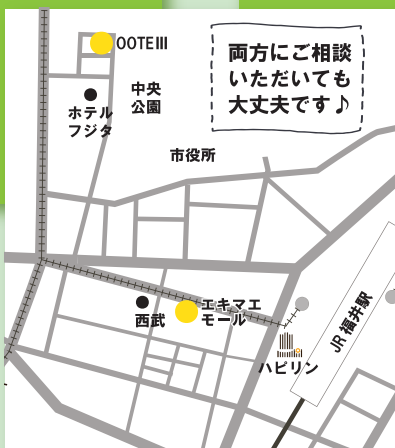 OOTEⅢ
両方にご相談
いただいても
大丈夫です♪
中央
公園
ホテル
フジタ
市役所
エキマエ
モール
西武
JR 福井駅
ハピリン